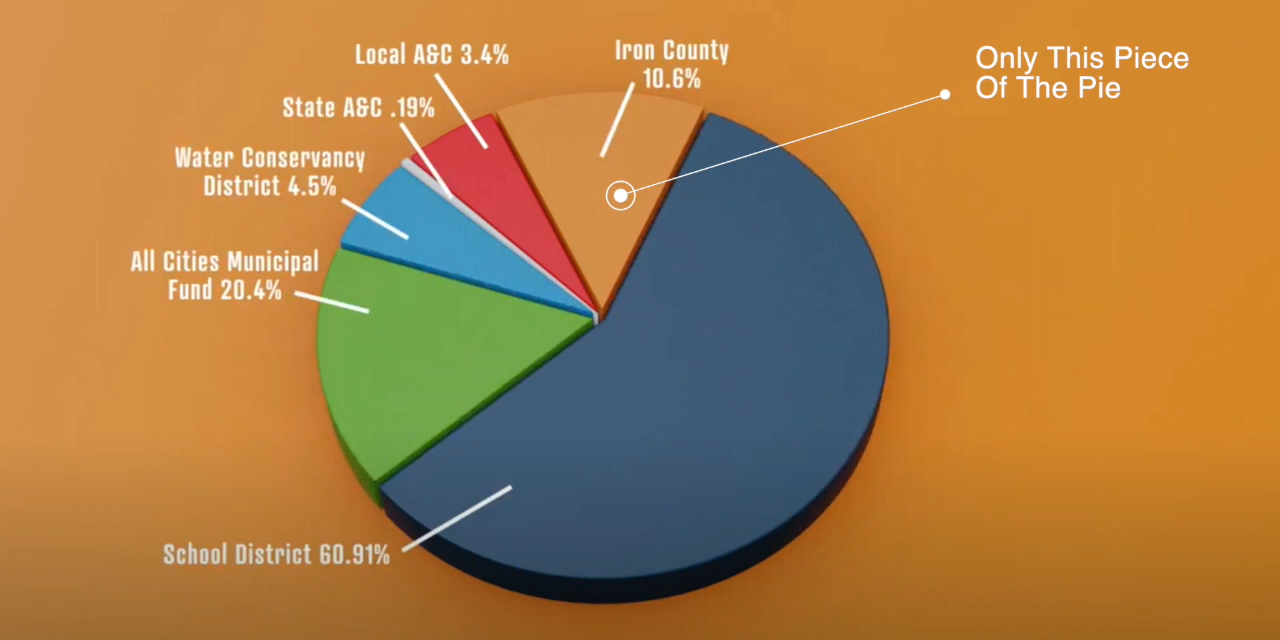 Local A&C 3.4%
Iron County
10.6%
Only This Piece
Of The Pie
State A&C .19%
Water Conservancy
District 4.5%
All Cities Municipal
Fund 20.4%
School District 60.91%